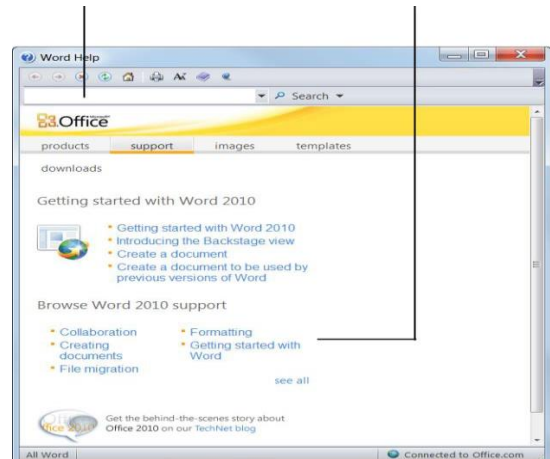 Word Help
Search
Office
products support images templates
downloads
Getting started with Word 2010
• Getting started with Word 2010
• Introducing the Backstage view
• Create a document
• Create a document to be used by
previous versions of Word
Browse Word 2010 support
• Collaboration
• Creating
documents
• File migration
• Formatting
• Getting started with
Word
see all
Get the behind-the-scenes story about
Office 2010 on our TechNet blog
All Word
Connected to Office.com